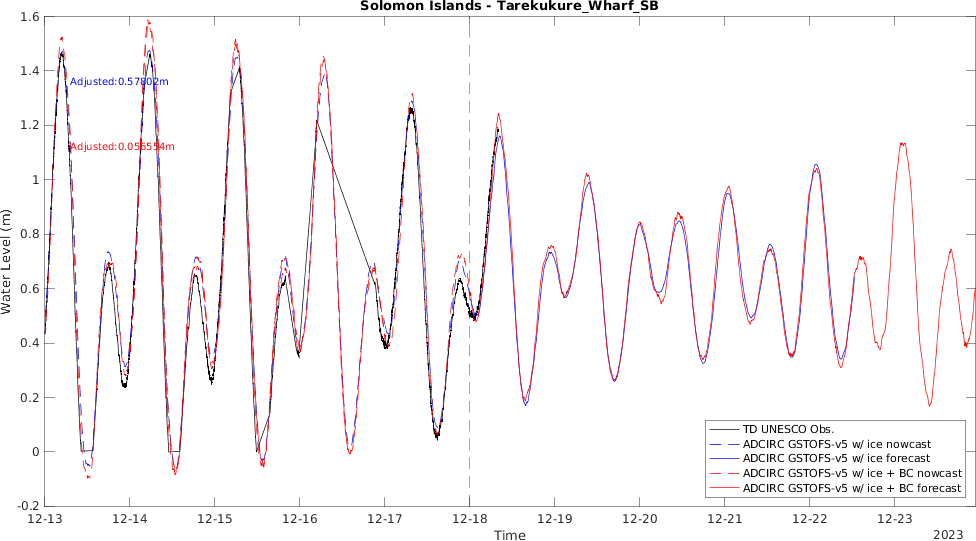 Solomon Islands - Tarekukure_Wharf_SB
Water Level (m)
1.6
1.4
1.2
1
0.8
0.6
0.4
0.2
0
-0.2
Adjusted:0.57802m
Adjusted:0.056554m
TD UNESCO Obs.
ADCIRC GSTOFS-v5 w/ ice nowcast
ADCIRC GSTOFS-v5 w/ ice forecast
ADCIRC GSTOFS-v5 w/ ice + BC nowcast
ADCIRC GSTOFS-v5 w/ ice + BC forecast
12-13 12-14 12-15 12-16 12-17 12-18 12-19 12-20 12-21 12-22 12-23
Time
2023